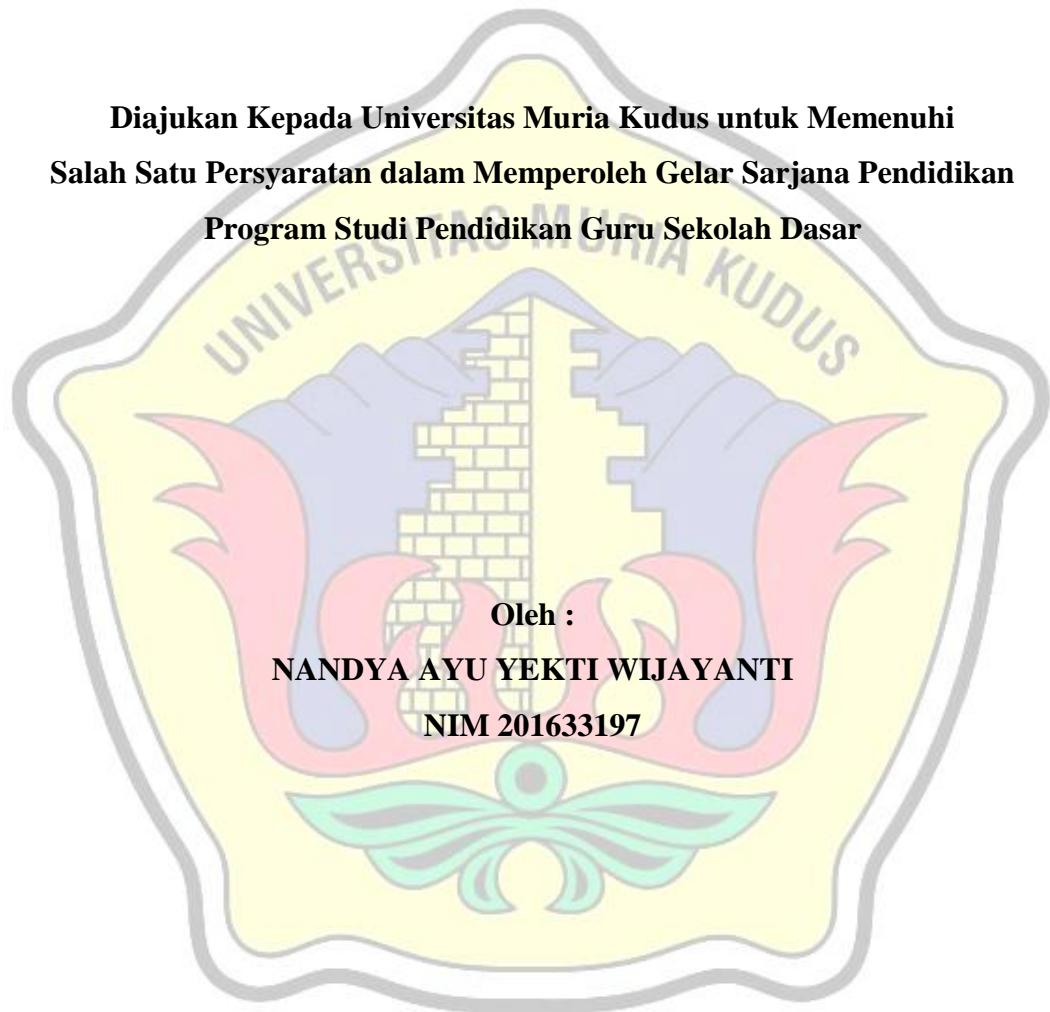 Diajukan Kepada Universitas Muria Kudus untuk Memenuhi
Salah Satu Persyaratan dalam Memperoleh Gelar Sarjana Pendidikan
Program Studi Pendidikan Guru Sekolah Dasar
UNIVERSITAS MURIA KUDUS
Oleh :
NANDYA AYU YEKTI WIJAYANTI
NIM 201633197